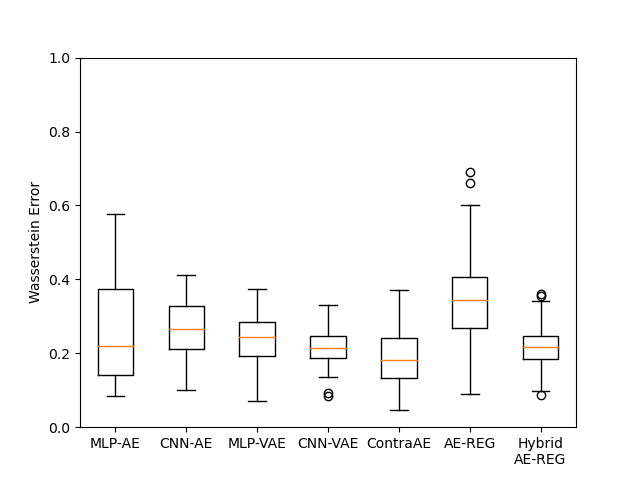 1.0
0.8
0.6
0.4
0.2
0.0
Wasserstein Error
MLP-AE
CNN-AE
MLP-VAE
CNN-VAE
ContraAE
AE-REG
Hybrid
AE-REG